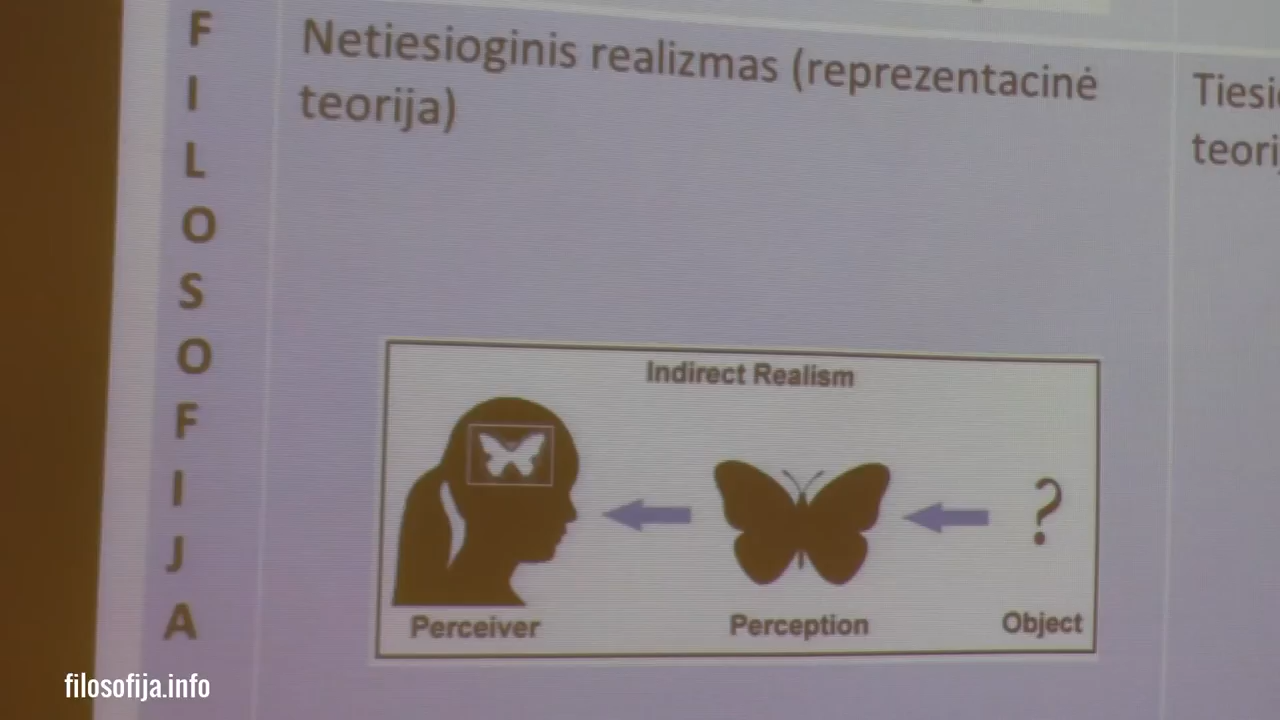 F
I
L
O
S
O
F
I
J
A
Netiesioginis realizmas (reprezentacinė
teorija)
Indirect Realism
?
Perceiver
Perception
Object
filosofija.info